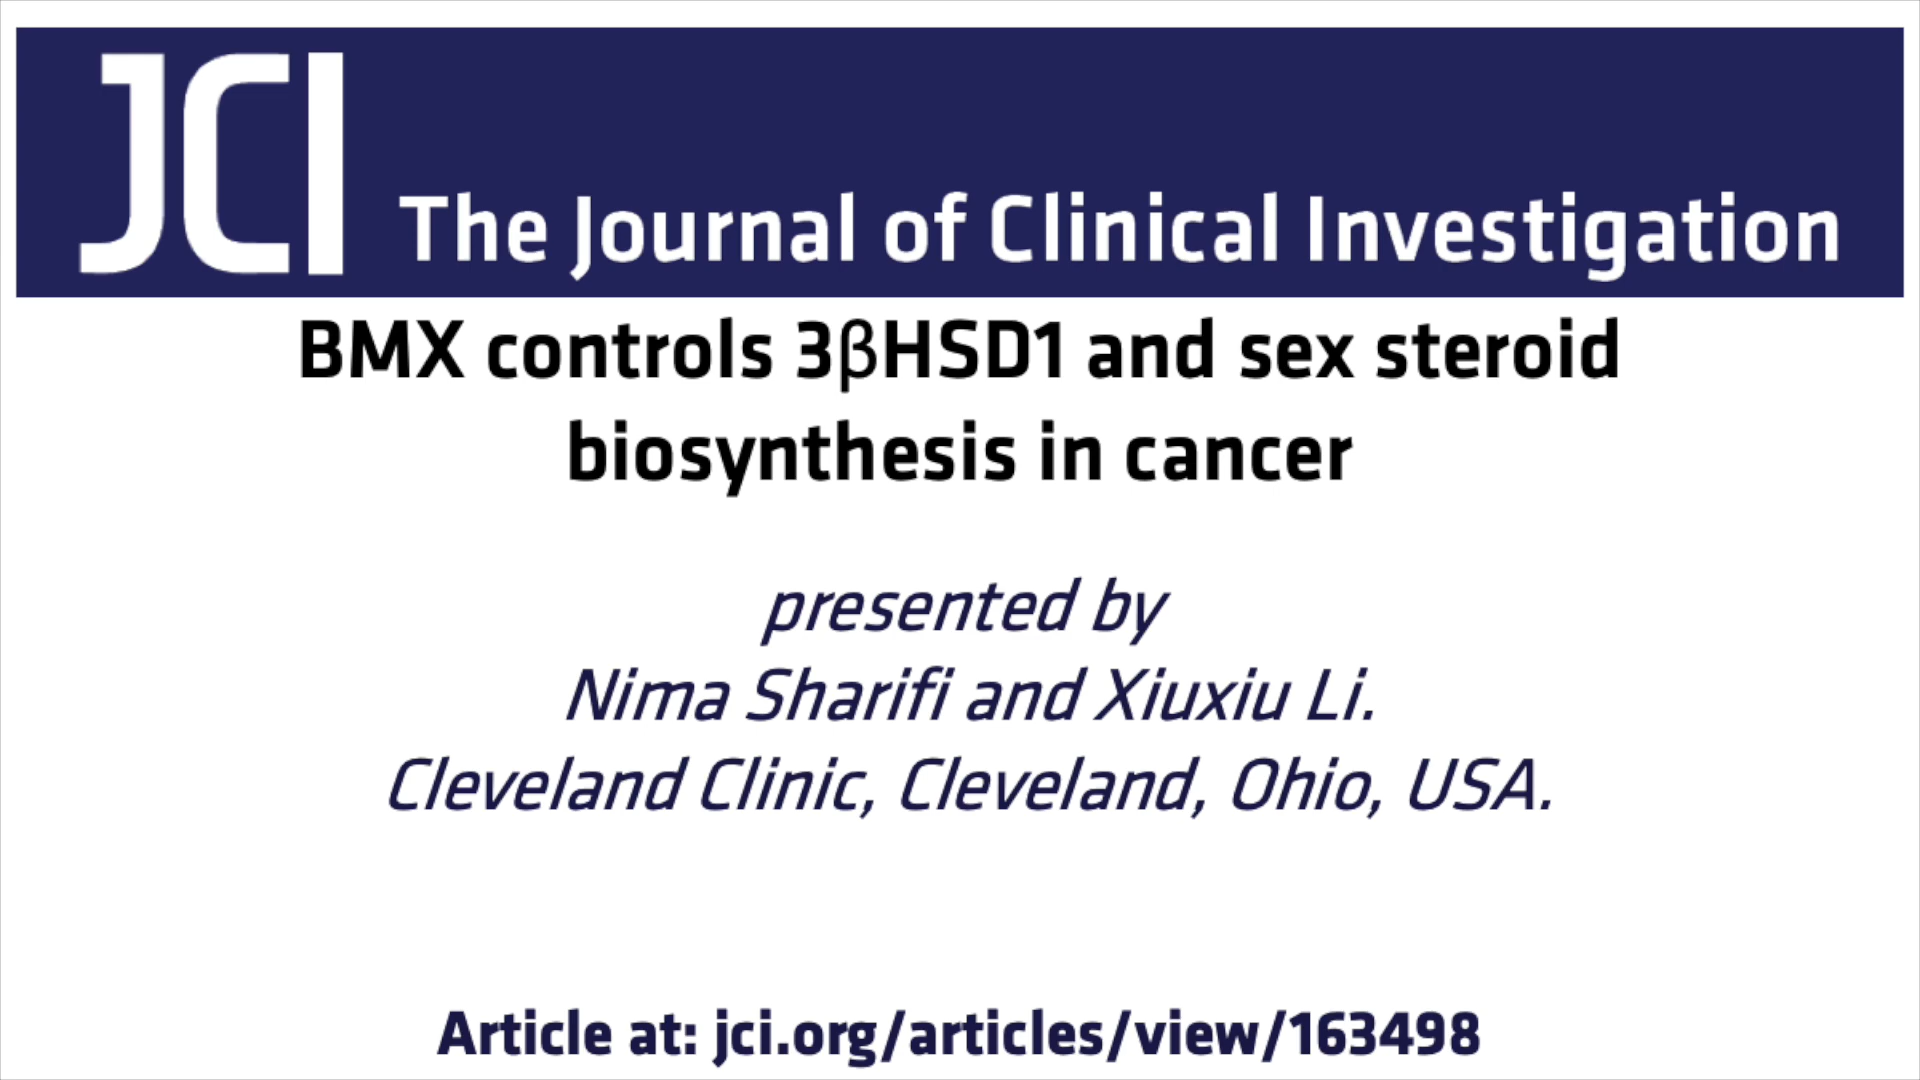 JCI The Journal of Clinical Investigation
BMX controls 3βHSD1 and sex steroid
biosynthesis in cancer
presented by
Nima Sharifi and Xiuxiu Li.
Cleveland Clinic, Cleveland, Ohio, USA.
Article at: jci.org/articles/view/163498